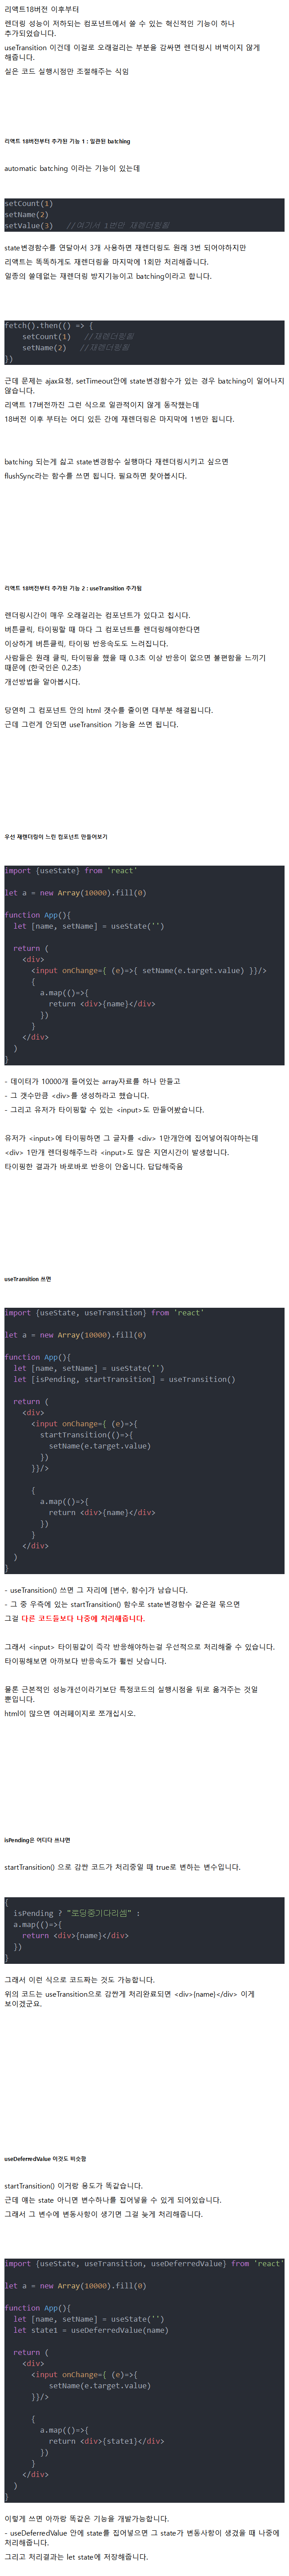 리액트18버전 이후부터
렌더링 성능이 저하되는 컴포넌트에서 쓸 수 있는 혁신적인 기능이 하나
추가되었습니다.
useTransition 이건데 이걸로 오래걸리는 부분을 감싸면 렌더링시 버벅이지 않게
해줍니다.
실은 코드 실행시점만 조절해주는 식임
리액트 18버전부터 추가된 기능 1 : 일관된 batching
automatic batching 이라는 기능이 있는데
setCount(1)
setName(2)
setValue(3)   //여기서 1번만 재렌더링됨
state변경함수를 연달아서 3개 사용하면 재렌더링도 원래 3번 되어야하지만
리액트는 똑똑하게도 재렌더링을 마지막에 1회만 처리해줍니다.
일종의 쓸데없는 재렌더링 방지기능이고 batching이라고 합니다.
fetch().then(() => {
    setCount(1)   //재렌더링됨
    setName(2)   //재렌더링됨
})
근데 문제는 ajax요청, setTimeout안에 state변경함수가 있는 경우 batching이 일어나지
않습니다.
리액트 17버전까진 그런 식으로 일관적이지 않게 동작했는데
18버전 이후 부터는 어디 있든 간에 재렌더링은 마지막에 1번만 됩니다.
batching 되는게 싫고 state변경함수 실행마다 재렌더링시키고 싶으면
flushSync라는 함수를 쓰면 됩니다. 필요하면 찾아봅시다.
리액트 18버전부터 추가된 기능 2 : useTransition 추가됨
렌더링시간이 매우 오래걸리는 컴포넌트가 있다고 칩시다.
버튼클릭, 타이핑할 때 마다 그 컴포넌트를 렌더링해야한다면
이상하게 버튼클릭, 타이핑 반응속도도 느려집니다.
사람들은 원래 클릭, 타이핑을 했을 때 0.3초 이상 반응이 없으면 불편함을 느끼기
때문에 (한국인은 0.2초)
개선방법을 알아봅시다.
당연히 그 컴포넌트 안의 html 갯수를 줄이면 대부분 해결됩니다.
근데 그런게 안되면 useTransition 기능을 쓰면 됩니다.
우선 재렌더링이 느린 컴포넌트 만들어보기
import {useState} from 'react'
let a = new Array(10000).fill(0)
function App(){
  let [name, setName] = useState('')
  return (
    <div>
      <input onChange={ (e)=>{ setName(e.target.value) }}/>
      {
        a.map(()=>{
          return <div>{name}</div>
        })
      }
    </div>
  )
}
- 데이터가 10000개 들어있는 array자료를 하나 만들고
- 그 갯수만큼 <div>를 생성하라고 했습니다.
- 그리고 유저가 타이핑할 수 있는 <input>도 만들어봤습니다.
유저가 <input>에 타이핑하면 그 글자를 <div> 1만개안에 집어넣어줘야하는데
<div> 1만개 렌더링해주느라 <input>도 많은 지연시간이 발생합니다.
타이핑한 결과가 바로바로 반응이 안옵니다. 답답해죽음
useTransition 쓰면
import {useState, useTransition} from 'react'
let a = new Array(10000).fill(0)
function App(){
  let [name, setName] = useState('')
  let [isPending, startTransition] = useTransition()
  return (
    <div>
      <input onChange={ (e)=>{
        startTransition(()=>{
          setName(e.target.value)
        })
      }}/>
      {
        a.map(()=>{
          return <div>{name}</div>
        })
      }
    </div>
  )
}
- useTransition() 쓰면 그 자리에 [변수, 함수]가 남습니다.
- 그 중 우측에 있는 startTransition() 함수로 state변경함수 같은걸 묶으면
그걸 다른 코드들보다 나중에 처리해줍니다.
그래서 <input> 타이핑같이 즉각 반응해야하는걸 우선적으로 처리해줄 수 있습니다.
타이핑해보면 아까보다 반응속도가 훨씬 낫습니다.
물론 근본적인 성능개선이라기보단 특정코드의 실행시점을 뒤로 옮겨주는 것일
뿐입니다.
html이 많으면 여러페이지로 쪼개십시오.
isPending은 어디다 쓰냐면
startTransition() 으로 감싼 코드가 처리중일 때 true로 변하는 변수입니다.
{
  isPending ? "로딩중기다리셈" :
  a.map(()=>{
    return <div>{name}</div>
  })
}
그래서 이런 식으로 코드짜는 것도 가능합니다.
위의 코드는 useTransition으로 감싼게 처리완료되면 <div>{name}</div> 이게
보이겠군요.
useDeferredValue 이것도 비슷함
startTransition() 이거랑 용도가 똑같습니다.
근데 얘는 state 아니면 변수하나를 집어넣을 수 있게 되어있습니다.
그래서 그 변수에 변동사항이 생기면 그걸 늦게 처리해줍니다.
import {useState, useTransition, useDeferredValue} from 'react'
let a = new Array(10000).fill(0)
function App(){
  let [name, setName] = useState('')
  let state1 = useDeferredValue(name)
  return (
    <div>
      <input onChange={ (e)=>{
          setName(e.target.value)
      }}/>
      {
        a.map(()=>{
          return <div>{state1}</div>
        })
      }
    </div>
  )
}
이렇게 쓰면 아까랑 똑같은 기능을 개발가능합니다.
- useDeferredValue 안에 state를 집어넣으면 그 state가 변동사항이 생겼을 때 나중에
처리해줍니다.
그리고 처리결과는 let state에 저장해줍니다.